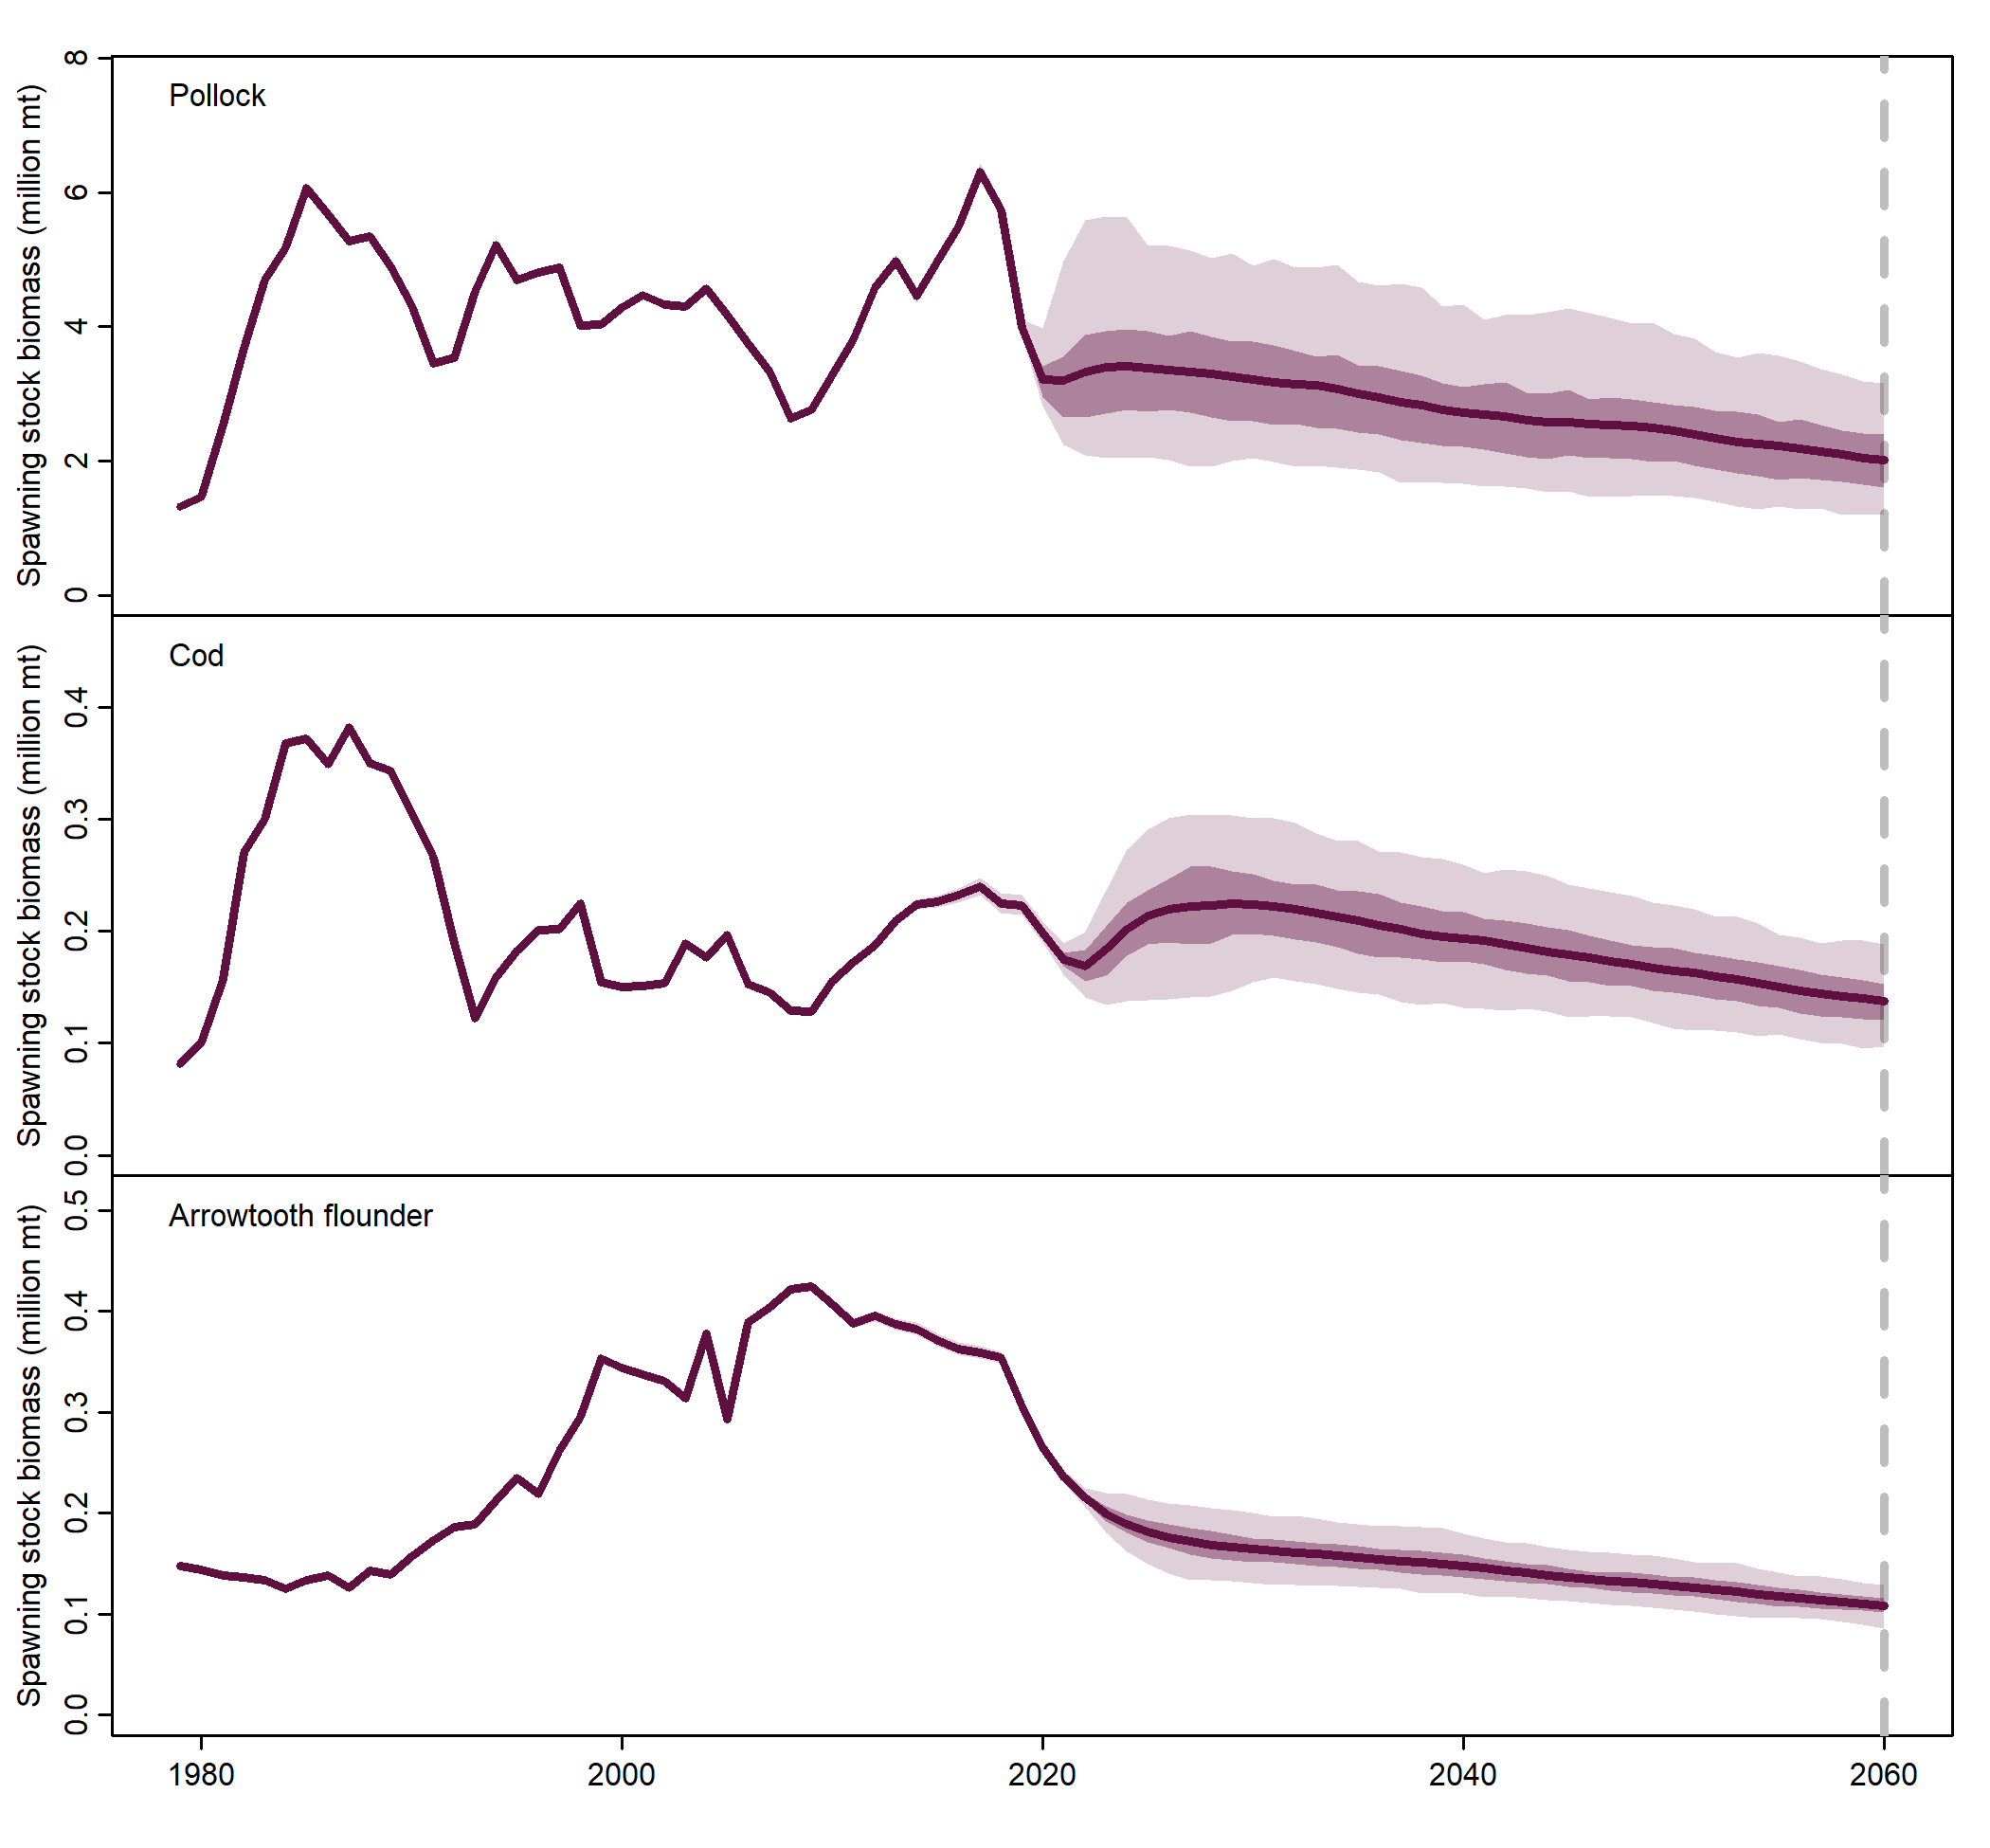 Pollock
Spawning stock biomass (million mt)
8
6
4
2
0
Cod
Spawning stock biomass (million mt)
0.4
0.3
0.2
0.1
0.0
Arrowtooth flounder
Spawning stock biomass (million mt)
0.5
0.4
0.3
0.2
0.1
0.0
1980 2000 2020 2040 2060